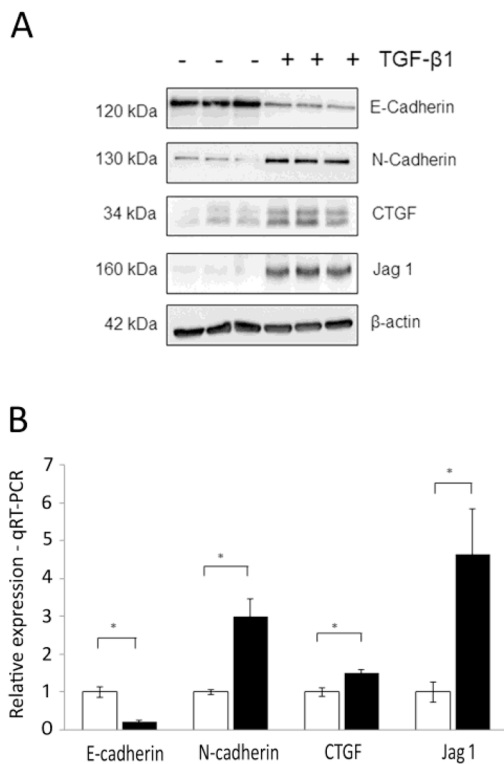 A
- - - + + + TGF-β1
120 kDa E-Cadherin
130 kDa N-Cadherin
34 kDa CTGF
160 kDa Jag 1
42 kDa β-actin
B
Relative expression - qRT-PCR
7
6
5
4
3
2
1
0
* * * *
E-cadherin N-cadherin CTGF Jag 1